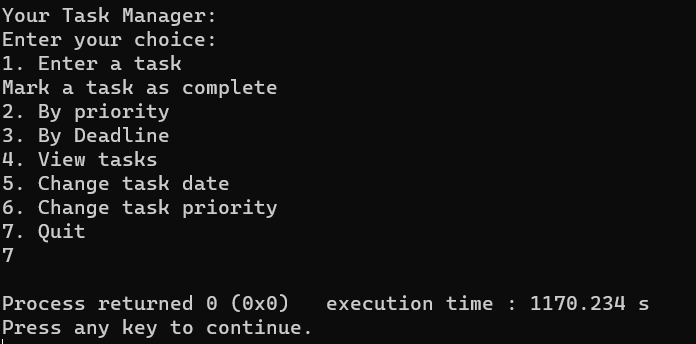 Your Task Manager:
Enter your choice:
1. Enter a task
Mark a task as complete
2. By priority
3. By Deadline
4. View tasks
5. Change task date
6. Change task priority
7. Quit
7
Process returned 0 (0x0)   execution time : 1170.234 s
Press any key to continue.